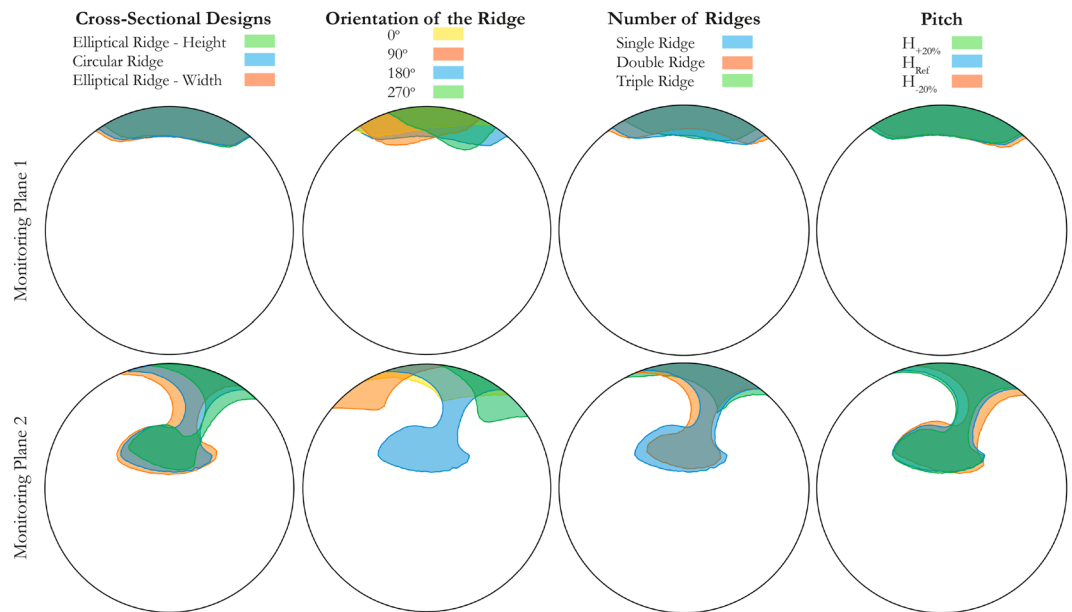 Cross-Sectional Designs
Elliptical Ridge - Height
Circular Ridge
Elliptical Ridge - Width
Orientation of the Ridge
0º
90º
180º
270º
Number of Ridges
Single Ridge
Double Ridge
Triple Ridge
Pitch
H+20%
HRef
H-20%
Monitoring Plane 1
Monitoring Plane 2